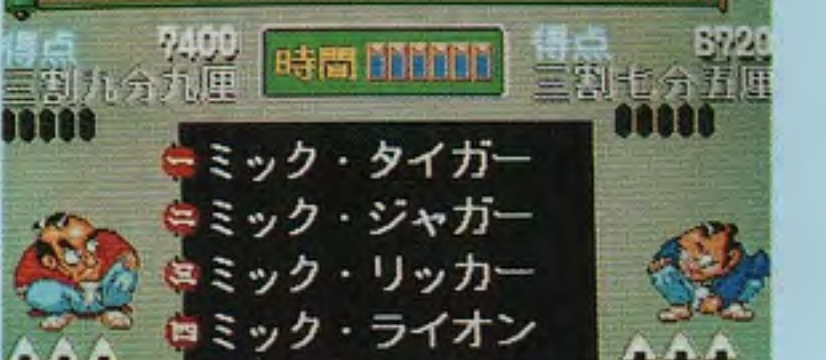 得点 7400 時間 得点 6720
三割九分九厘 三割七分五厘
一 ミック・タイガー
二 ミック・ジャガー
三 ミック・リッカー
四 ミック・ライオン